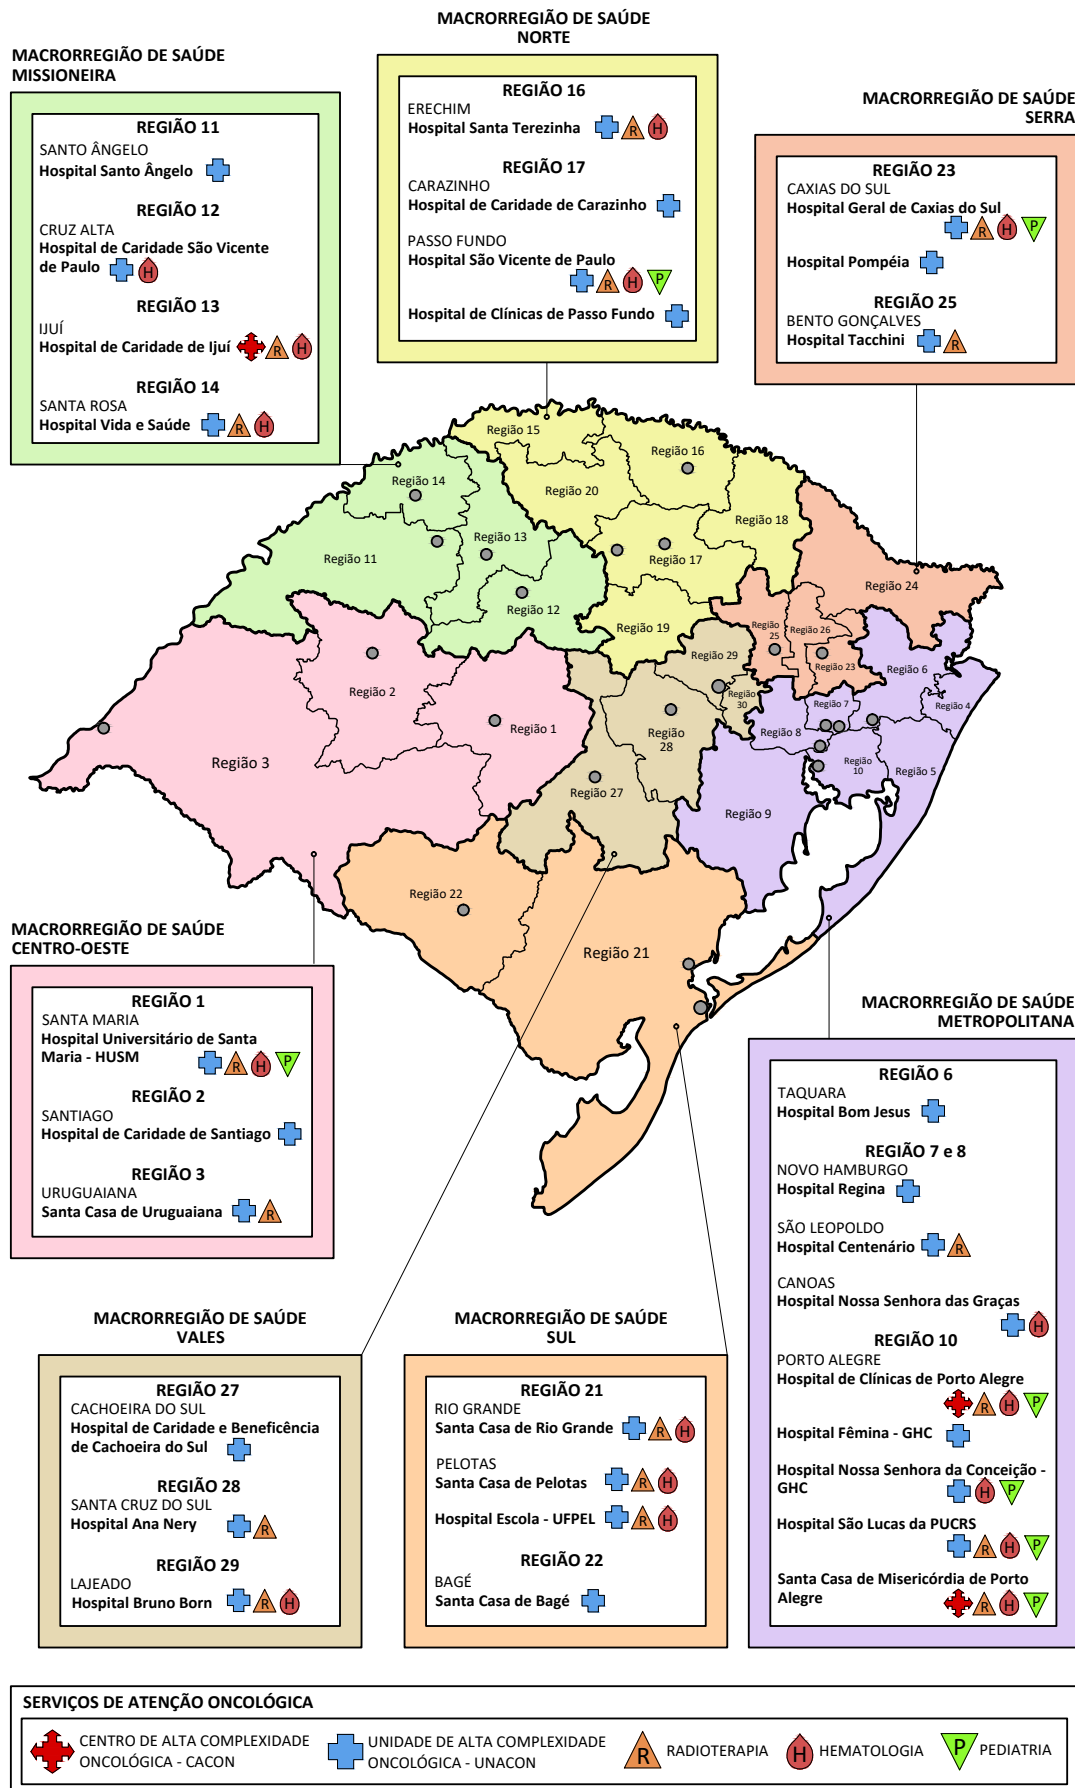 MACRORREGIÃO DE SAÚDE
NORTE
MACRORREGIÃO DE SAÚDE
MISSIONEIRA
REGIÃO 11
SANTO ÂNGELO
Hospital Santo Ângelo
REGIÃO 12
CRUZ ALTA
Hospital de Caridade São Vicente
de Paulo
H
REGIÃO 13
IJUÍ
Hospital de Caridade de Ijuí
R H
REGIÃO 14
SANTA ROSA
Hospital Vida e Saúde
R H
REGIÃO 16
ERECHIM
Hospital Santa Terezinha
R H
REGIÃO 17
CARAZINHO
Hospital de Caridade de Carazinho
PASSO FUNDO
Hospital São Vicente de Paulo
R H P
Hospital de Clínicas de Passo Fundo
MACRORREGIÃO DE SAÚDE
SERRA
REGIÃO 23
CAXIAS DO SUL
Hospital Geral de Caxias do Sul
R H P
Hospital Pompéia
REGIÃO 25
BENTO GONÇALVES
Hospital Tacchini
R
Região 15
Região 16
Região 14
Região 20
Região 18
Região 13
Região 11
Região 17
Região 24
Região 12
Região 19
Região
25
Região 26
Região 29
Região 23
Região 6
Região 2
Região
30
Região 7
Região 4
Região 1
Região
28
Região 8
Região 3
Região
10
Região 5
Região 27
Região 9
Região 22
Região 21
MACRORREGIÃO DE SAÚDE
CENTRO-OESTE
REGIÃO 1
SANTA MARIA
Hospital Universitário de Santa
Maria - HUSM
R H P
REGIÃO 2
SANTIAGO
Hospital de Caridade de Santiago
REGIÃO 3
URUGUAIANA
Santa Casa de Uruguaiana
R
MACRORREGIÃO DE SAÚDE
METROPOLITANA
REGIÃO 6
TAQUARA
Hospital Bom Jesus
REGIÃO 7 e 8
NOVO HAMBURGO
Hospital Regina
SÃO LEOPOLDO
Hospital Centenário
R
CANOAS
Hospital Nossa Senhora das Graças
H
REGIÃO 10
PORTO ALEGRE
Hospital de Clínicas de Porto Alegre
R H P
Hospital Fêmina - GHC
Hospital Nossa Senhora da Conceição -
GHC
H P
Hospital São Lucas da PUCRS
R H P
Santa Casa de Misericórdia de Porto
Alegre
R H P
MACRORREGIÃO DE SAÚDE
VALES
REGIÃO 27
CACHOEIRA DO SUL
Hospital de Caridade e Beneficência
de Cachoeira do Sul
REGIÃO 28
SANTA CRUZ DO SUL
Hospital Ana Nery
R
REGIÃO 29
LAJEADO
Hospital Bruno Born
R H
MACRORREGIÃO DE SAÚDE
SUL
REGIÃO 21
RIO GRANDE
Santa Casa de Rio Grande
R H
PELOTAS
Santa Casa de Pelotas
R H
Hospital Escola - UFPEL
R H
REGIÃO 22
BAGÉ
Santa Casa de Bagé
SERVIÇOS DE ATENÇÃO ONCOLÓGICA
CENTRO DE ALTA COMPLEXIDADE
ONCOLÓGICA - CACON
UNIDADE DE ALTA COMPLEXIDADE
ONCOLÓGICA - UNACON
R RADIOTERAPIA
H HEMATOLOGIA
P PEDIATRIA